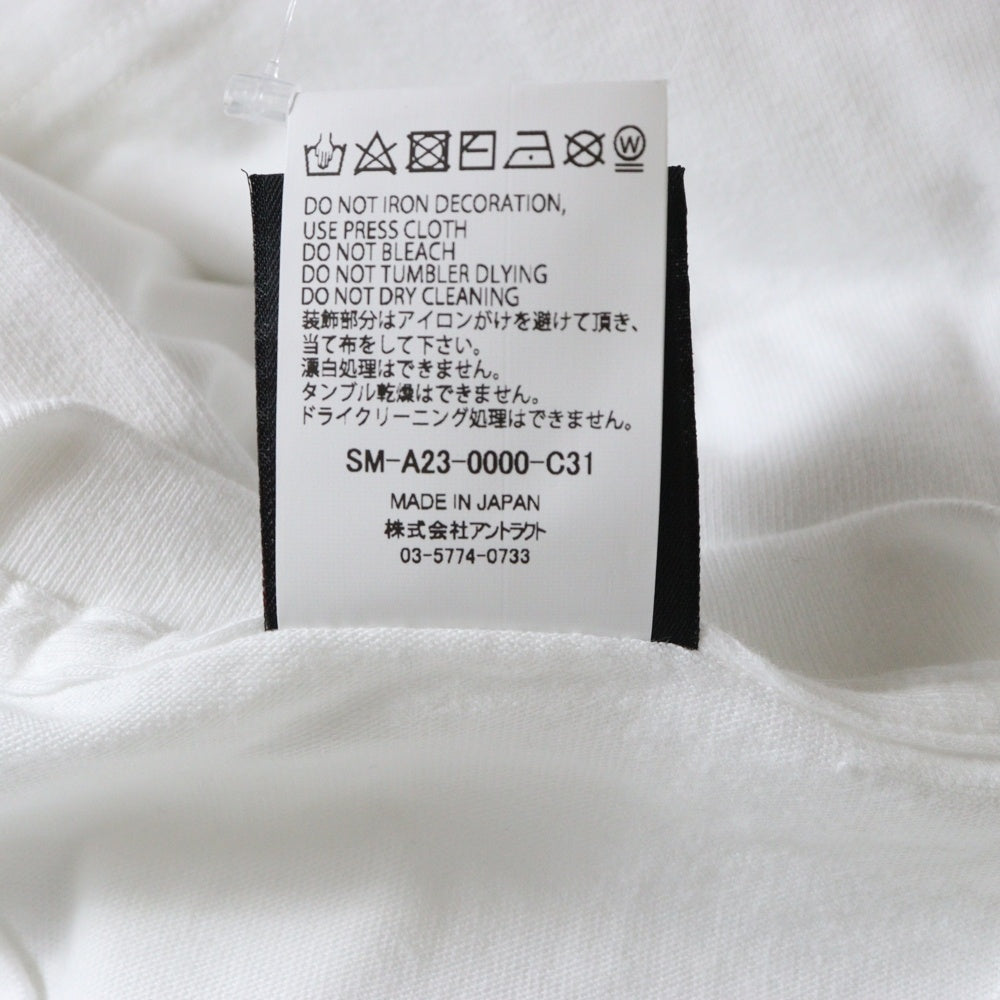 W
DO NOT IRON DECORATION,
USE PRESS CLOTH
DO NOT BLEACH
DO NOT TUMBLER DLYING
DO NOT DRY CLEANING
装飾部分はアイロンがけを避けて頂き、
当て布をして下さい。
漂白処理はできません。
タンブル乾燥はできません。
ドライクリーニング処理はできません。
SM-A23-0000-C31
MADE IN JAPAN
株式会社アントラクト
03-5774-0733